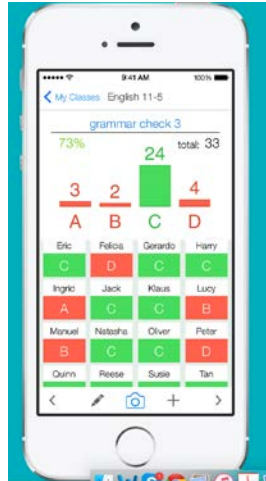 9:41 AM 100%
My Classes English 11-5
grammar check 3
73% total: 33
24
3 2 4
A B C D
Eric Felicia Gerardo Harry
C D C C
Ingrid Jack Klaus Lucy
A C C B
Manuel Natasha Oliver Peter
B C C D
Quinn Reese Susie Tan